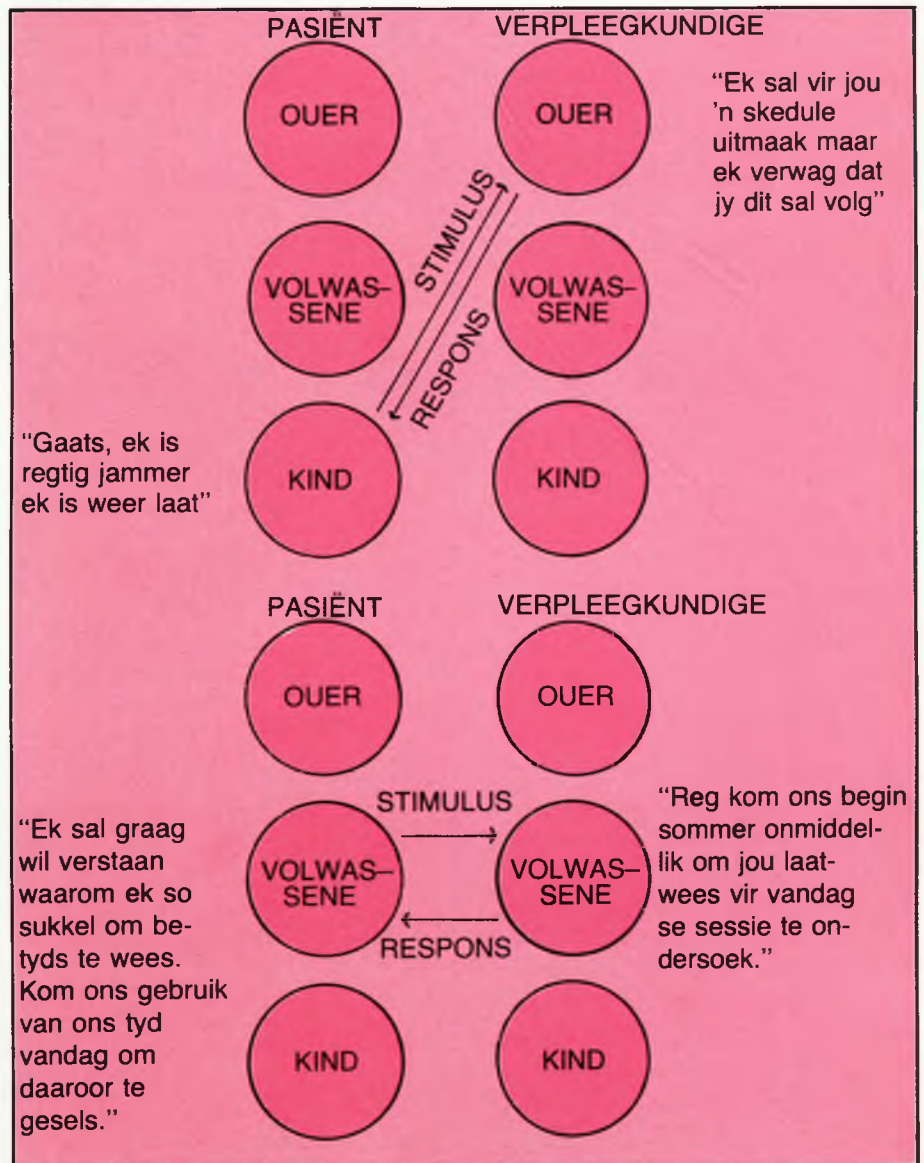 PASIËNT VERPLEEGKUNDIGE
OUER OUER
"Ek sal vir jou
'n skedule
uitmaak maar
ek verwag dat
jy dit sal volg"
STIMULUS
VOLWAS–
SENE
VOLWAS–
SENE
RESPONS
"Gaats, ek is
regtig jammer
ek is weer laat"
KIND KIND
PASIËNT VERPLEEGKUNDIGE
OUER OUER
"Ek sal graag
wil verstaan
waarom ek so
sukkel om be-
tyds te wees.
Kom ons gebruik
van ons tyd
vandag om
daaroor te
gesels."
STIMULUS
VOLWAS–
SENE
VOLWAS–
SENE
RESPONS
"Reg kom ons begin
sommer onmiddel-
lik om jou laat-
wees vir vandag
se sessie te on-
dersoek."
KIND KIND